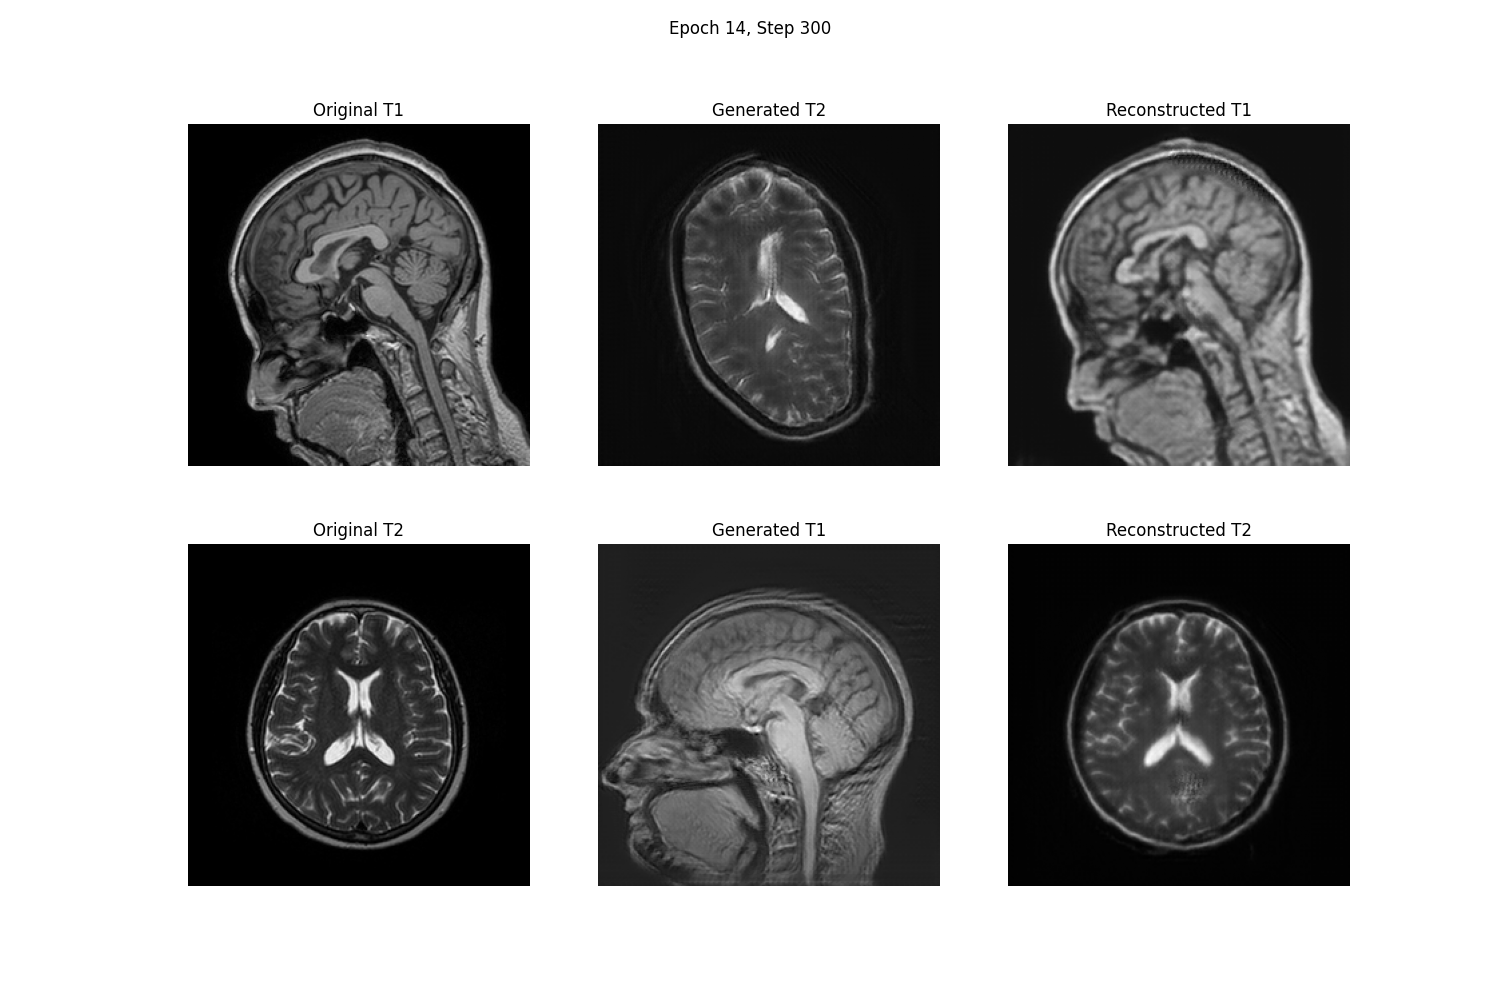 Epoch 14, Step 300
Original T1
Generated T2
Reconstructed T1
Original T2
Generated T1
Reconstructed T2